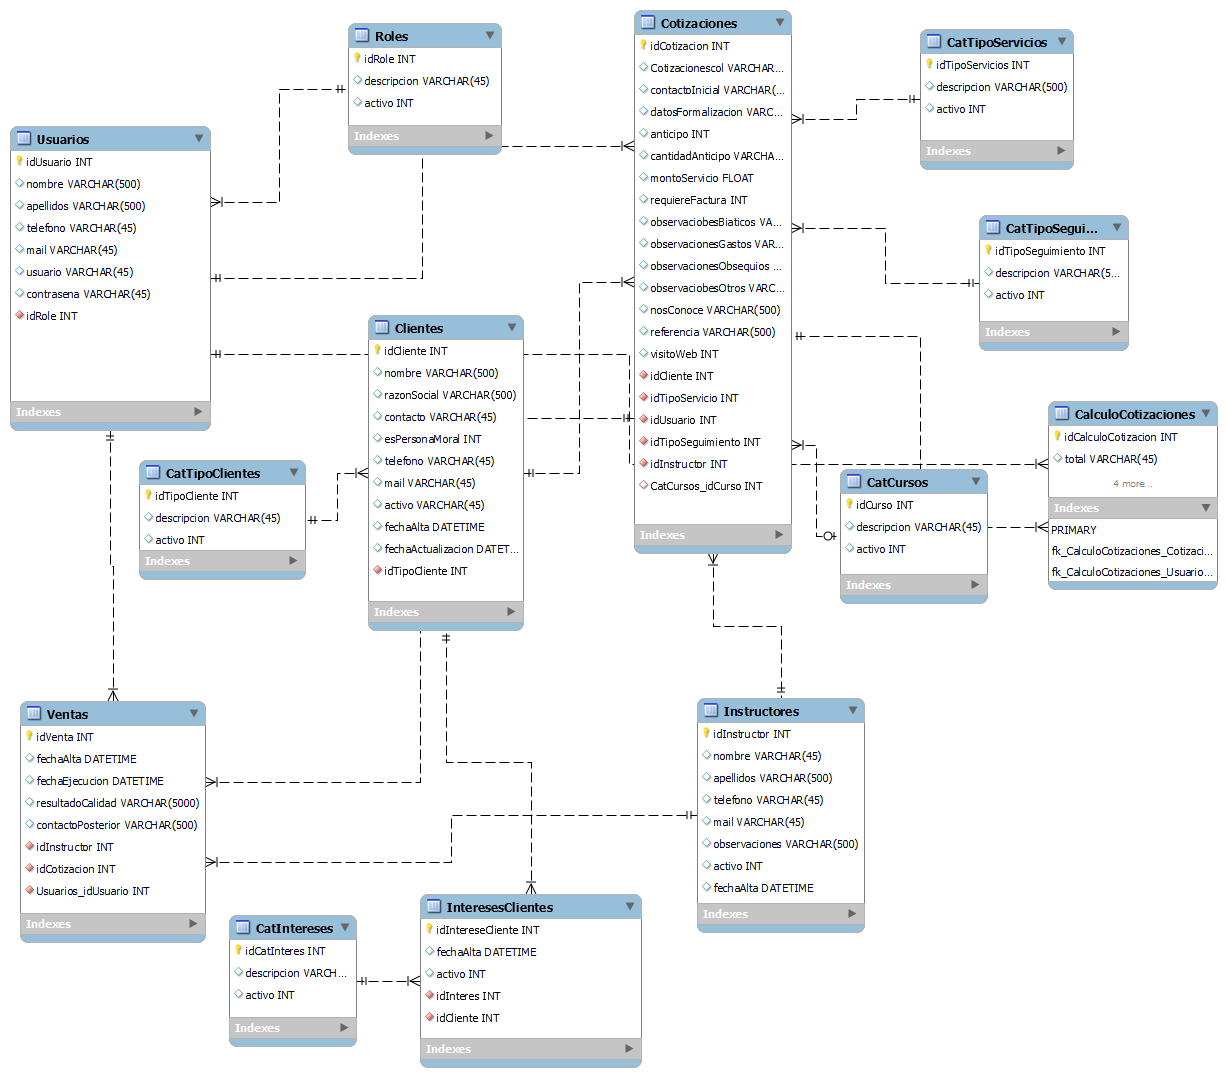 Roles
idRole INT
descripcion VARCHAR(45)
activo INT
Indexes
Cotizaciones
idCotizacion INT
Cotizacionescol VARCHAR...
contactoInicial VARCHAR(...
datosFormalizacion VARC...
anticipo INT
cantidadAnticipo VARCHA...
montoServicio FLOAT
requiereFactura INT
observaciobesBiaticos VA...
observacionesGastos VAR...
observacionesObsequios ...
observaciobesOtros VARC...
nosConoce VARCHAR(500)
referencia VARCHAR(500)
visitoWeb INT
idCliente INT
idTipoServicio INT
idUsuario INT
idTipoSeguimiento INT
idInstructor INT
CatCursos_idCurso INT
Indexes
CatTipoServicios
idTipoServicios INT
descripcion VARCHAR(500)
activo INT
Indexes
Usuarios
idUsuario INT
nombre VARCHAR(500)
apellidos VARCHAR(500)
telefono VARCHAR(45)
mail VARCHAR(45)
usuario VARCHAR(45)
contrasena VARCHAR(45)
idRole INT
Indexes
CatTipoSegui...
idTipoSeguimiento INT
descripcion VARCHAR(5...
activo INT
Indexes
Clientes
idCliente INT
nombre VARCHAR(500)
razonSocial VARCHAR(500)
contacto VARCHAR(45)
esPersonaMoral INT
telefono VARCHAR(45)
mail VARCHAR(45)
activo VARCHAR(45)
fechaAlta DATETIME
fechaActualizacion DATET...
idTipoCliente INT
Indexes
CatTipoClientes
idTipoCliente INT
descripcion VARCHAR(45)
activo INT
Indexes
CalculoCotizaciones
idCalculoCotizacion INT
total VARCHAR(45)
4 more...
Indexes
PRIMARY
fk_CalculoCotizaciones_Cotizaci...
fk_CalculoCotizaciones_Usuario...
CatCursos
idCurso INT
descripcion VARCHAR(45)
activo INT
Indexes
Ventas
idVenta INT
fechaAlta DATETIME
fechaEjecucion DATETIME
resultadoCalidad VARCHAR(5000)
contactoPosterior VARCHAR(500)
idInstructor INT
idCotizacion INT
Usuarios_idUsuario INT
Indexes
Instructores
idInstructor INT
nombre VARCHAR(45)
apellidos VARCHAR(500)
telefono VARCHAR(45)
mail VARCHAR(45)
observaciones VARCHAR(500)
activo INT
fechaAlta DATETIME
Indexes
CatIntereses
idCatInteres INT
descripcion VARCH...
activo INT
Indexes
InteresesClientes
idIntereseCliente INT
fechaAlta DATETIME
activo INT
idInteres INT
idCliente INT
Indexes